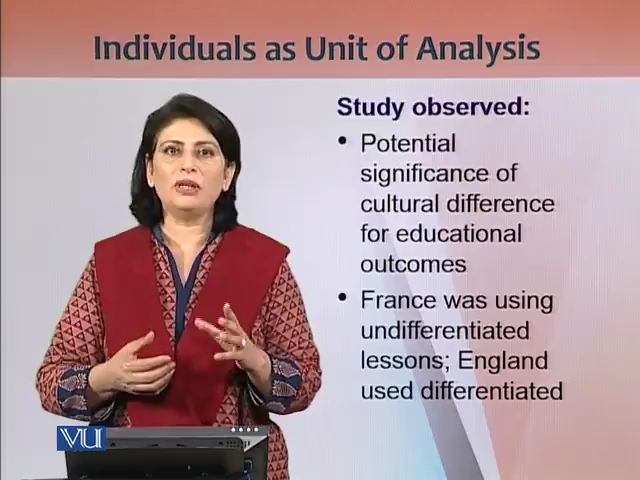 Individuals as Unit of Analysis
Study observed:
• Potential
significance of
cultural difference
for educational
outcomes
• France was using
undifferentiated
lessons; England
used differentiated
VU